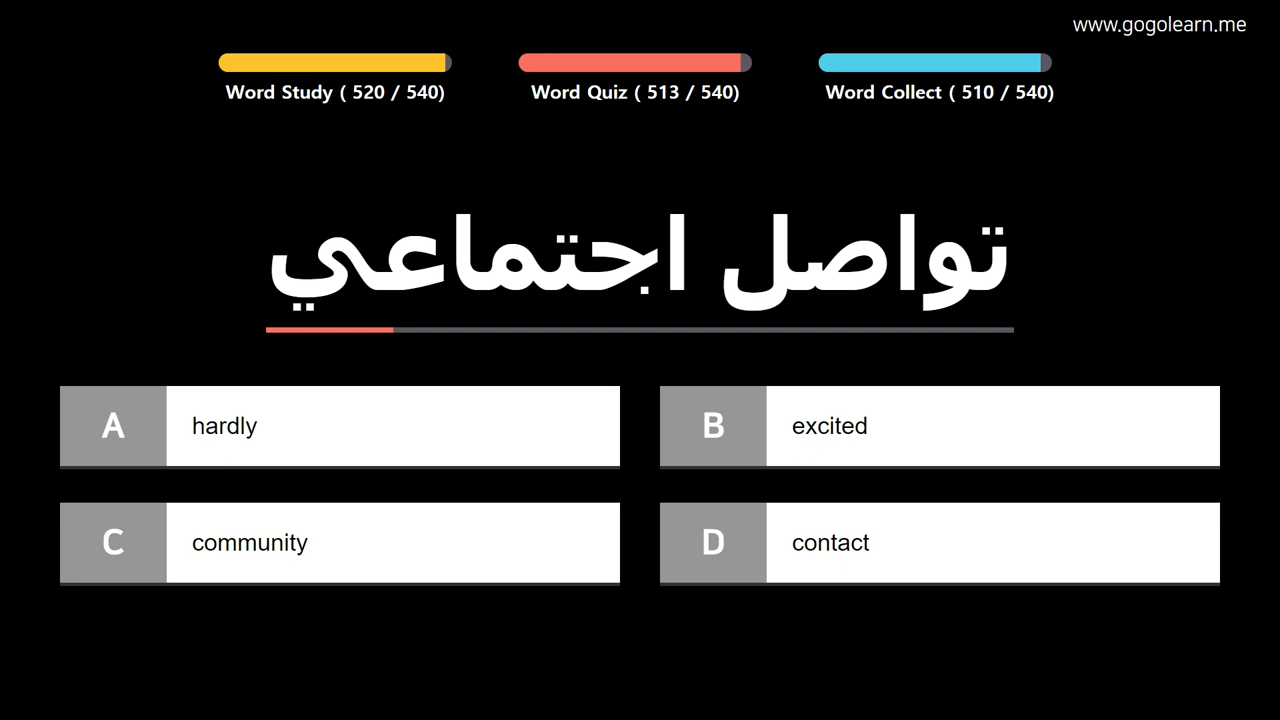 www.gogolearn.me
Word Study ( 520 / 540)
Word Quiz ( 513 / 540)
Word Collect ( 510 / 540)
تواصل اجتماعي
A hardly
B excited
C community
D contact